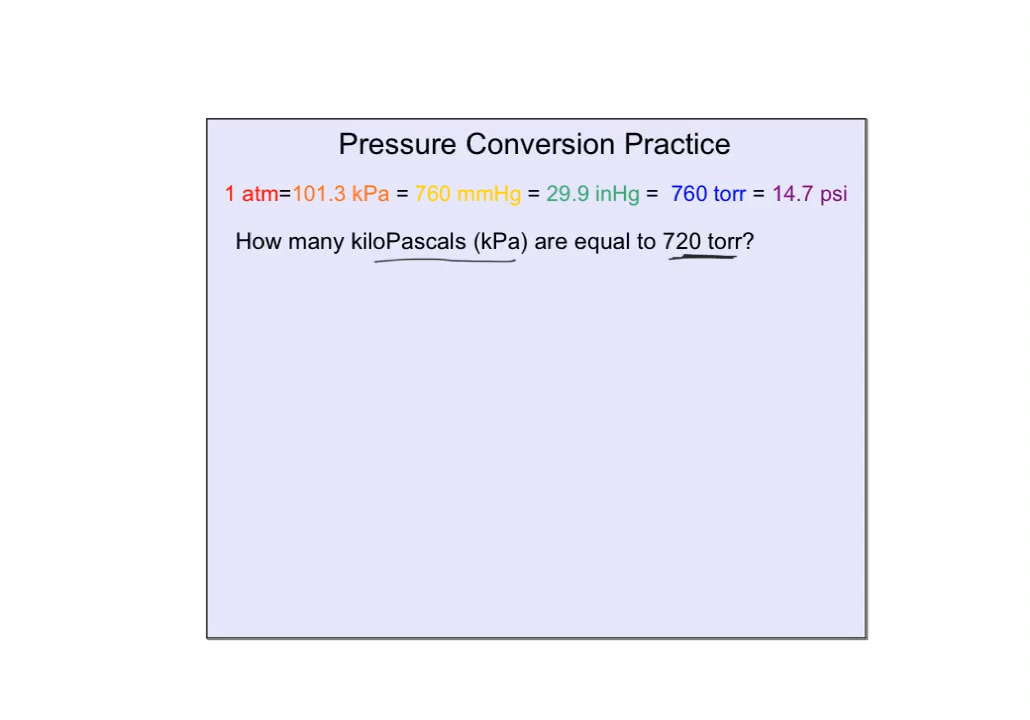 Pressure Conversion Practice
1 atm=101.3 kPa = 760 mmHg = 29.9 inHg = 760 torr = 14.7 psi
How many kiloPascals (kPa) are equal to 720 torr?